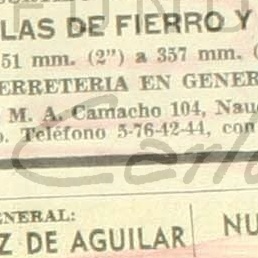 LAS DE FIERRO Y
51 mm. (2") a 357 mm. (
ERRETERIA EN GENER
M. A. Camacho 104, Nau
o. Teléfono 5-76-42-44, con
ENERAL:
Z DE AGUILAR
NU